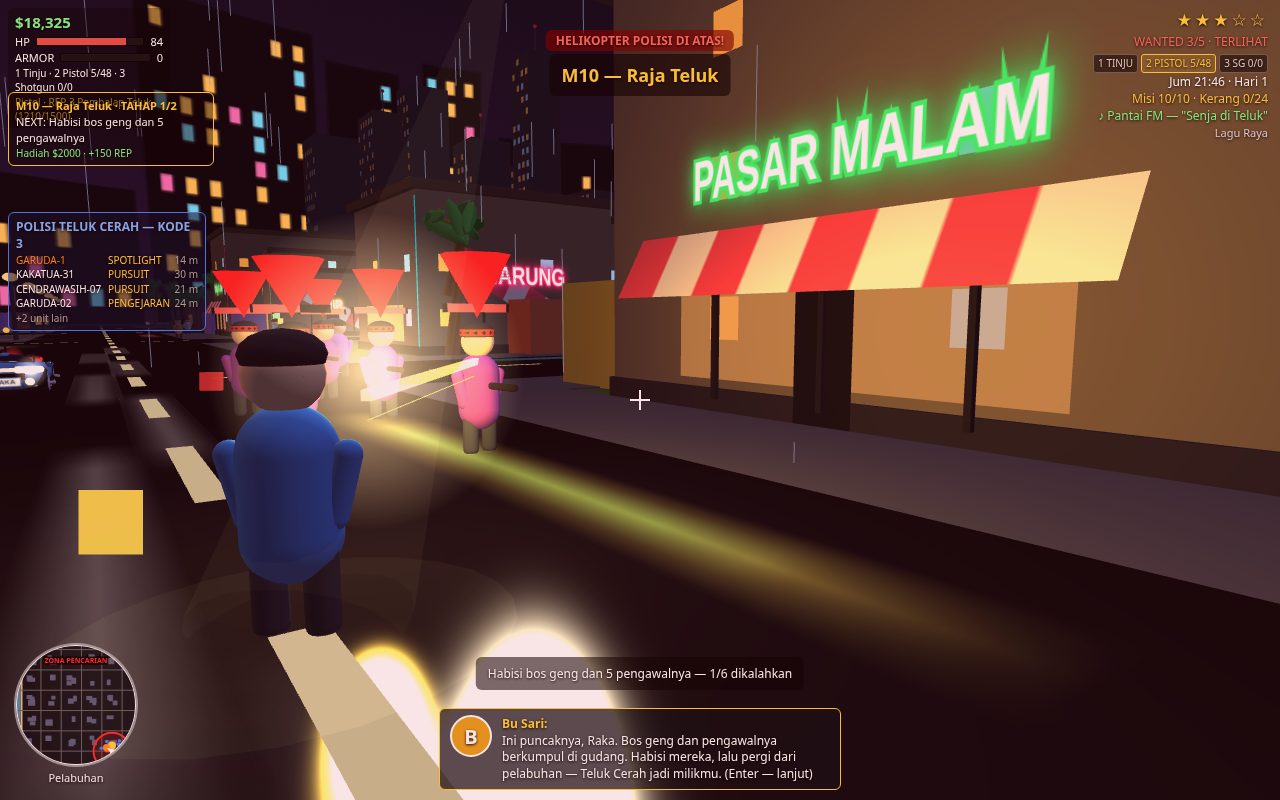 $18,325
HP 84
ARMOR 0
1 Tinju · 2 Pistol 5/48 · 3
Shotgun 0/0
M10 — Raja Teluk · TAHAP 1/2
NEXT: Habisi bos geng dan 5
pengawalnya
Hadiah $2000 · +150 REP
POLISI TELUK CERAH — KODE
3
GARUDA-1 SPOTLIGHT 14 m
KAKATUA-31 PURSUIT 30 m
CENDRAWASIH-07 PURSUIT 21 m
GARUDA-02 PENGEJARAN 24 m
+2 unit lain
HELIKOPTER POLISI DI ATAS!
M10 — Raja Teluk
★★★☆☆
WANTED 3/5 · TERLIHAT
1 TINJU 2 PISTOL 5/48 3 SG 0/0
Jum 21:46 · Hari 1
Misi 10/10 · Kerang 0/24
♪ Pantai FM — "Senja di Teluk"
Lagu Raya
PASAR MALAM
ARUNG
ZONA PENCARIAN
Pelabuhan
Habisi bos geng dan 5 pengawalnya — 1/6 dikalahkan
B
Bu Sari:
Ini puncaknya, Raka. Bos geng dan pengawalnya
berkumpul di gudang. Habisi mereka, lalu pergi dari
pelabuhan — Teluk Cerah jadi milikmu. (Enter — lanjut)